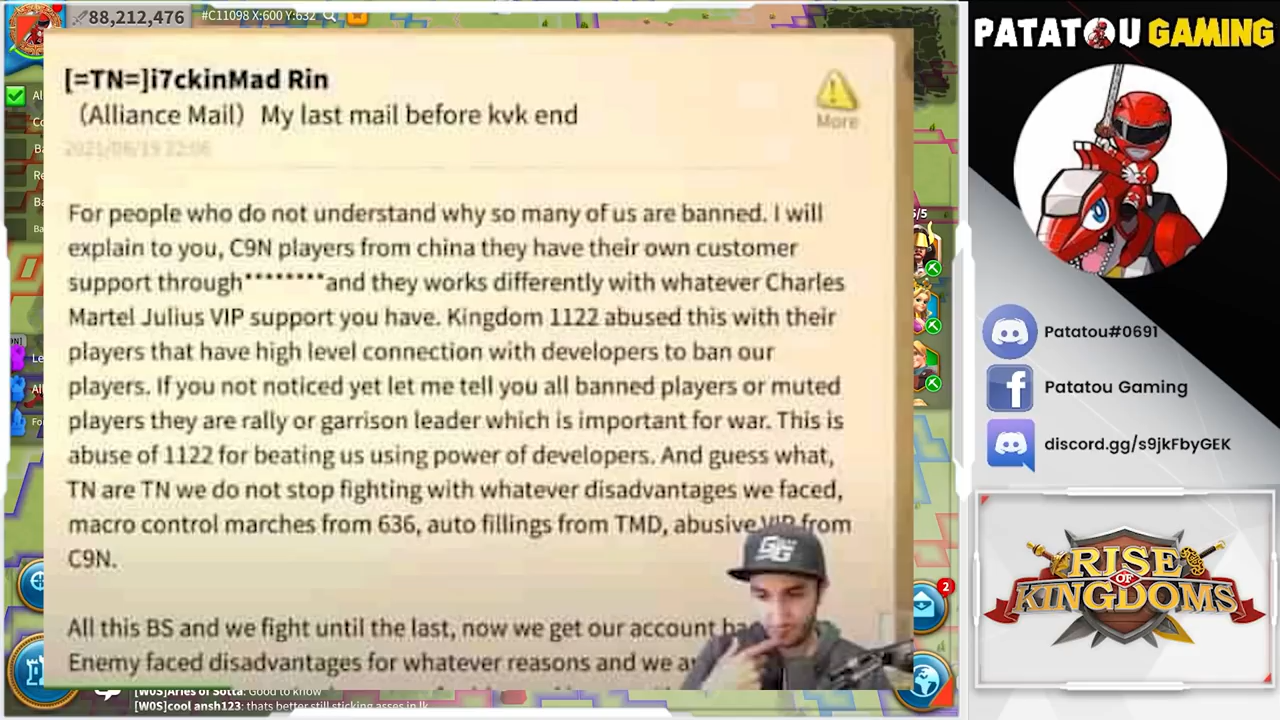 88,212,476
#C11098 X:600 Y:632
PATATOU GAMING
[=TN=]i7ckinMad Rin
(Alliance Mail) My last mail before kvk end
More
2021/06/19 22:06
For people who do not understand why so many of us are banned. I will
explain to you, C9N players from china they have their own customer
support through********and they works differently with whatever Charles
Martel Julius VIP support you have. Kingdom 1122 abused this with their
players that have high level connection with developers to ban our
players. If you not noticed yet let me tell you all banned players or muted
players they are rally or garrison leader which is important for war. This is
abuse of 1122 for beating us using power of developers. And guess what,
TN are TN we do not stop fighting with whatever disadvantages we faced,
macro control marches from 636, auto fillings from TMD, abusive VIP from
C9N.
All this BS and we fight until the last, now we get our account
Enemy faced disadvantages for whatever reasons and we
5/5
2
[W0S]Aries of Sotta: Good to know
[W0S]cool ansh123: thats better still sticking asses in lk
Patatou#0691
Patatou Gaming
discord.gg/s9jkFbyGEK
RISE
OF
KINGDOMS